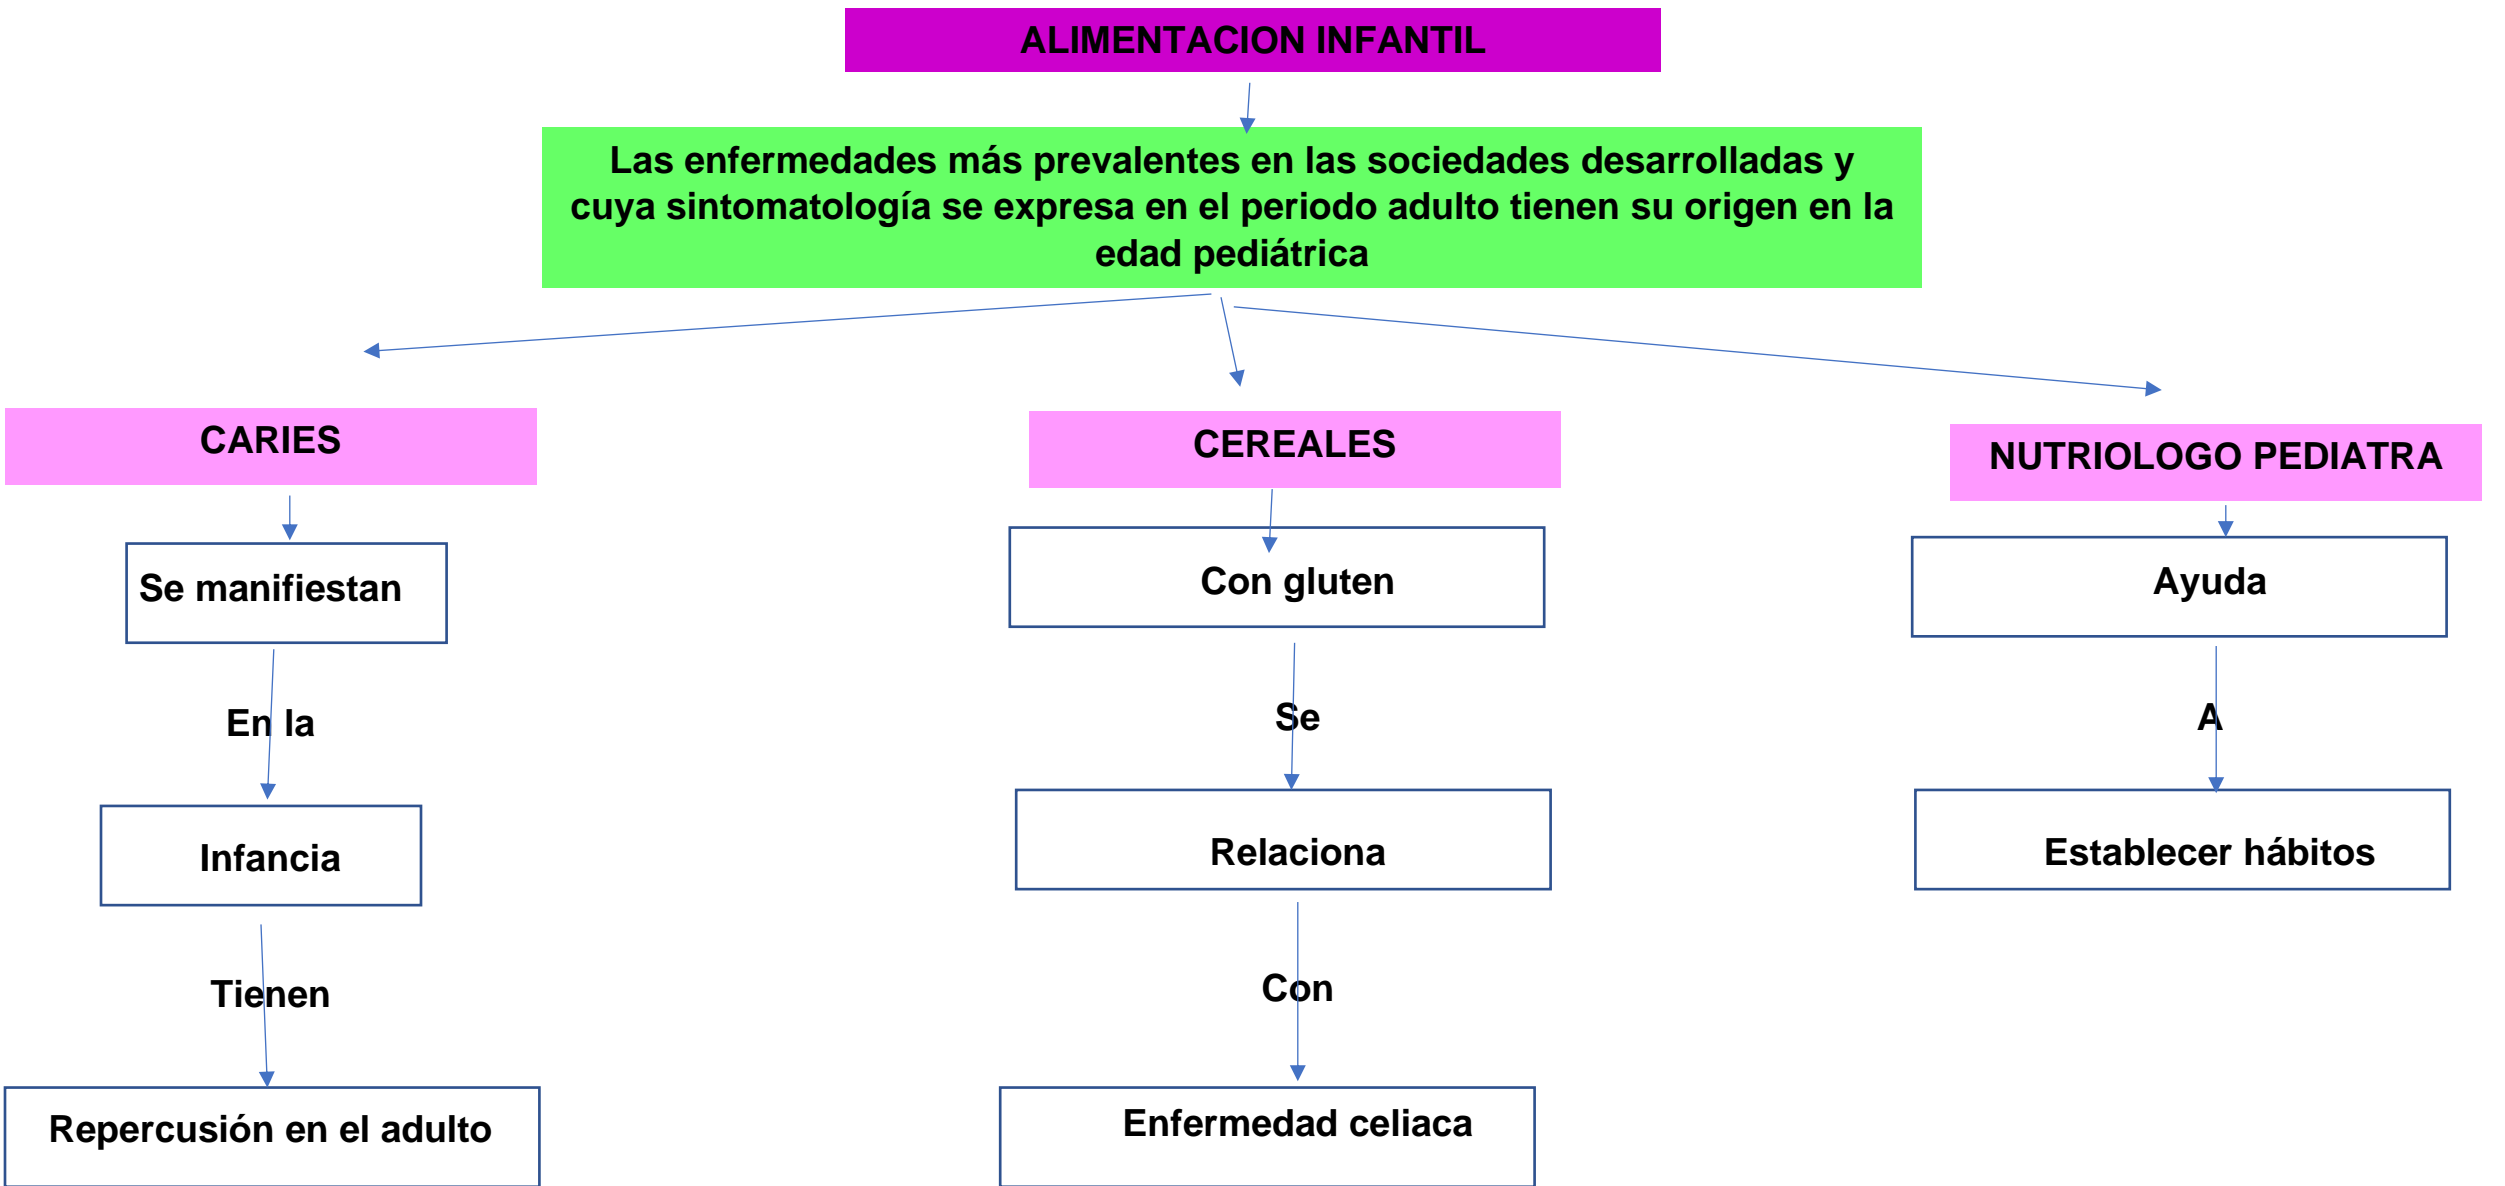 ALIMENTACION INFANTIL
Las enfermedades más prevalentes en las sociedades desarrolladas y
cuya sintomatología se expresa en el periodo adulto tienen su origen en la
edad pediátrica
CARIES
Se manifiestan
En la
Infancia
Tienen
Repercusión en el adulto
CEREALES
Con gluten
Se
Relaciona
Con
Enfermedad celiaca
NUTRIOLOGO PEDIATRA
Ayuda
A
Establecer hábitos